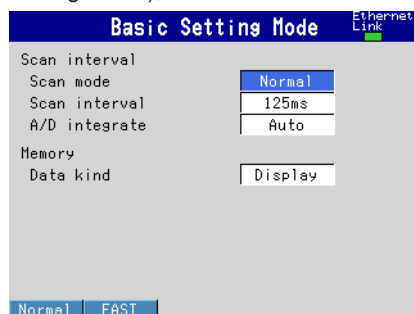 Basic Setting Mode
Ethernet
Link
Scan interval
Scan mode Normal
Scan interval 125ms
A/D integrate Auto
Memory
Data kind Display
Normal FAST